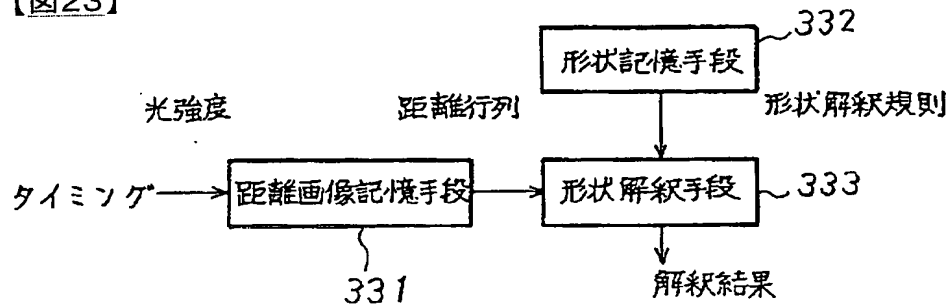 【図23】
332
形状記憶手段
光強度 距離行列 形状解釈規則
タイミング 距離画像記憶手段 形状解釈手段 333
331 解釈結果